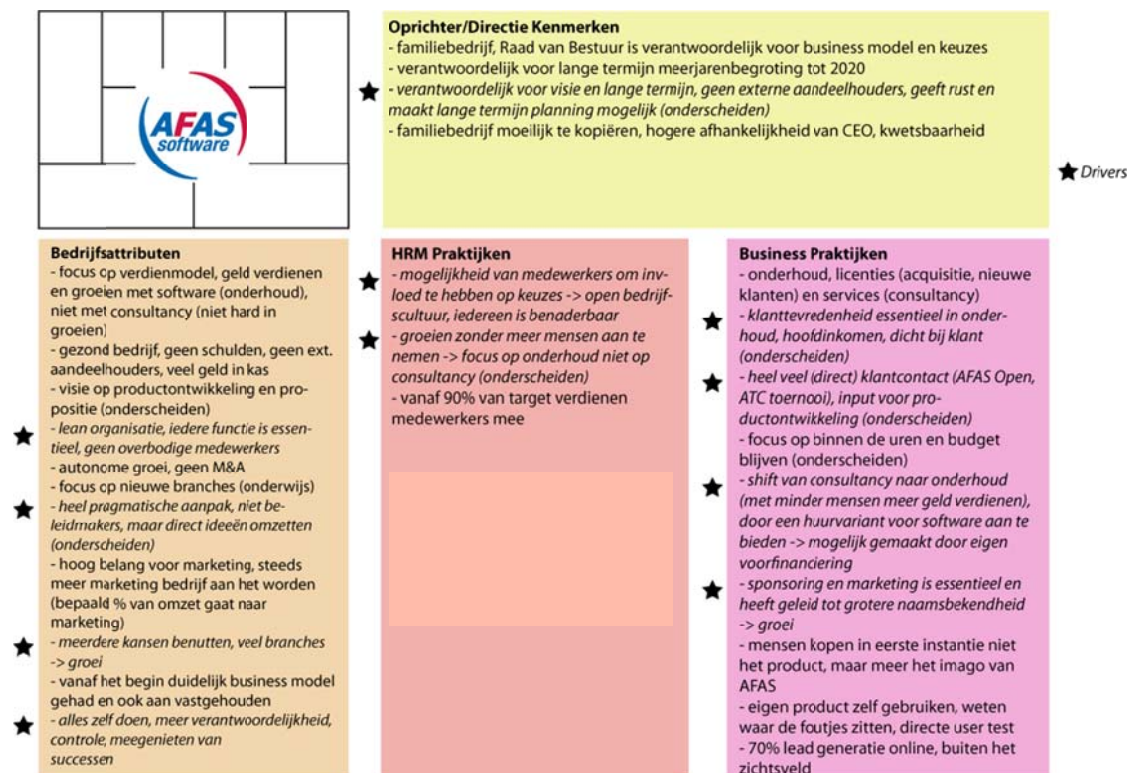 AFAS
software
Oprichter/Directie Kenmerken
- familiebedrijf, Raad van Bestuur is verantwoordelijk voor business model en keuzes
- verantwoordelijk voor lange termijn meerjarenbegroting tot 2020
- verantwoordelijk voor visie en lange termijn, geen externe aandeelhouders, geeft rust en
maakt lange termijn planning mogelijk (onderscheiden)
- familiebedrijf moeilijk te kopiëren, hogere afhankelijkheid van CEO, kwetsbaarheid
Drivers
Bedrijfsattributen
- focus op verdienmodel, geld verdienen
en groeien met software (onderhoud),
niet met consultancy (niet hard in
groeien)
- gezond bedrijf, geen schulden, geen ext.
aandeelhouders, veel geld in kas
- visie op productontwikkeling en pro-
positie (onderscheiden)
- lean organisatie, iedere functie is essen-
tieel, geen overbodige medewerkers
- autonome groei, geen M&A
- focus op nieuwe branches (onderwijs)
- heel pragmatische aanpak, niet be-
leidmakers, maar direct ideeën omzetten
(onderscheiden)
- hoog belang voor marketing, steeds
meer marketing bedrijf aan het worden
(bepaald % van omzet gaat naar
marketing)
- meerdere kansen benutten, veel branches
-> groei
- vanaf het begin duidelijk business model
gehad en ook aan vastgehouden
- alles zelf doen, meer verantwoordelijkheid,
controle, meegenieten van
successen
HRM Praktijken
- mogelijkheid van medewerkers om inv-
loed te hebben op keuzes -> open bedrijf-
scultuur, iedereen is benaderbaar
- groeien zonder meer mensen aan te
nemen -> focus op onderhoud niet op
consultancy (onderscheiden)
- vanaf 90% van target verdienen
medewerkers mee
Business Praktijken
- onderhoud, licenties (acquisitie, nieuwe
klanten) en services (consultancy)
- klanttevredenheid essentieel in onder-
houd, hoofdinkomen, dicht bij klant
(onderscheiden)
- heel veel (direct) klantcontact (AFAS Open,
ATC toernooi), input voor pro-
ductontwikkeling (onderscheiden)
- focus op binnen de uren en budget
blijven (onderscheiden)
- shift van consultancy naar onderhoud
(met minder mensen meer geld verdienen),
door een huurvariant voor software aan te
bieden -> mogelijk gemaakt door eigen
voorfinanciering
- sponsoring en marketing is essentieel en
heeft geleid tot grotere naamsbekendheid
-> groei
- mensen kopen in eerste instantie niet
het product, maar meer het imago van
AFAS
- eigen product zelf gebruiken, weten
waar de foutjes zitten, directe user test
- 70% lead generatie online, buiten het
zichtsveld